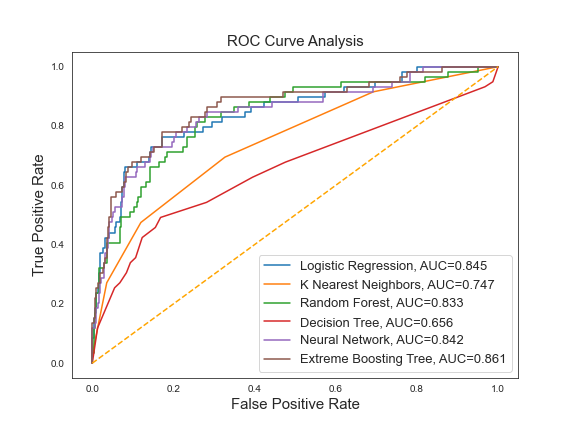 ROC Curve Analysis
True Positive Rate
1.0
0.8
0.6
0.4
0.2
0.0
Logistic Regression, AUC=0.845
K Nearest Neighbors, AUC=0.747
Random Forest, AUC=0.833
Decision Tree, AUC=0.656
Neural Network, AUC=0.842
Extreme Boosting Tree, AUC=0.861
0.0 0.2 0.4 0.6 0.8 1.0
False Positive Rate